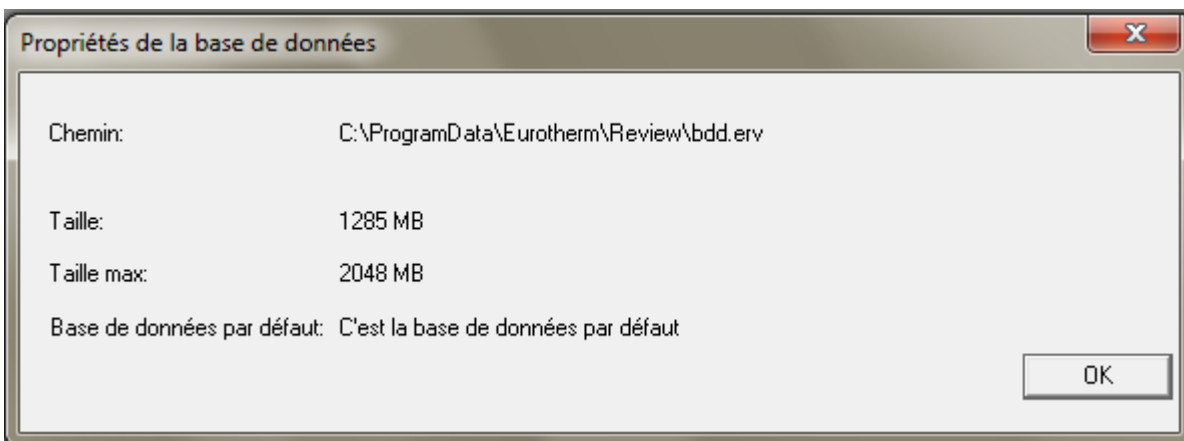 Propriétés de la base de données
Chemin: C:\ProgramData\Eurotherm\Review\bdd.erv
Taille: 1285 MB
Taille max: 2048 MB
Base de données par défaut: C'est la base de données par défaut
OK